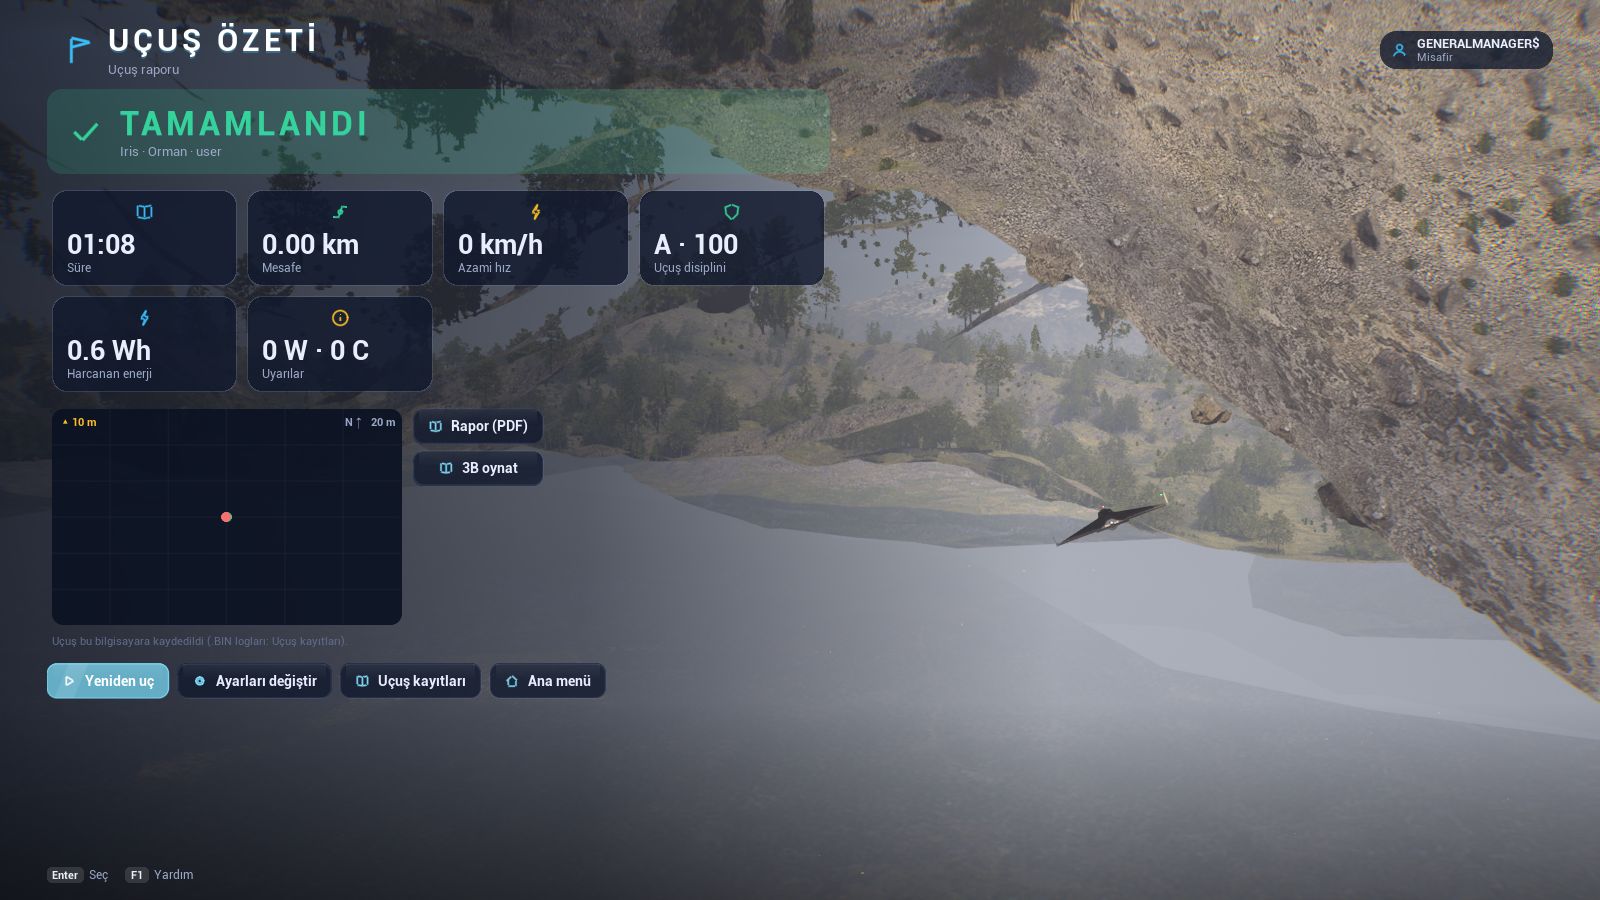 UÇUŞ ÖZETİ
Uçuş raporu
GENERALMANAGER$
Misafir
TAMAMLANDI
Iris · Orman · user
01:08
Süre
0.00 km
Mesafe
0 km/h
Azami hız
A · 100
Uçuş disiplini
0.6 Wh
Harcanan enerji
0 W · 0 C
Uyarılar
▲ 10 m
N ↑ 20 m
Rapor (PDF)
3B oynat
Uçuş bu bilgisayara kaydedildi (.BIN logları: Uçuş kayıtları).
Yeniden uç
Ayarları değiştir
Uçuş kayıtları
Ana menü
Enter Seç F1 Yardım